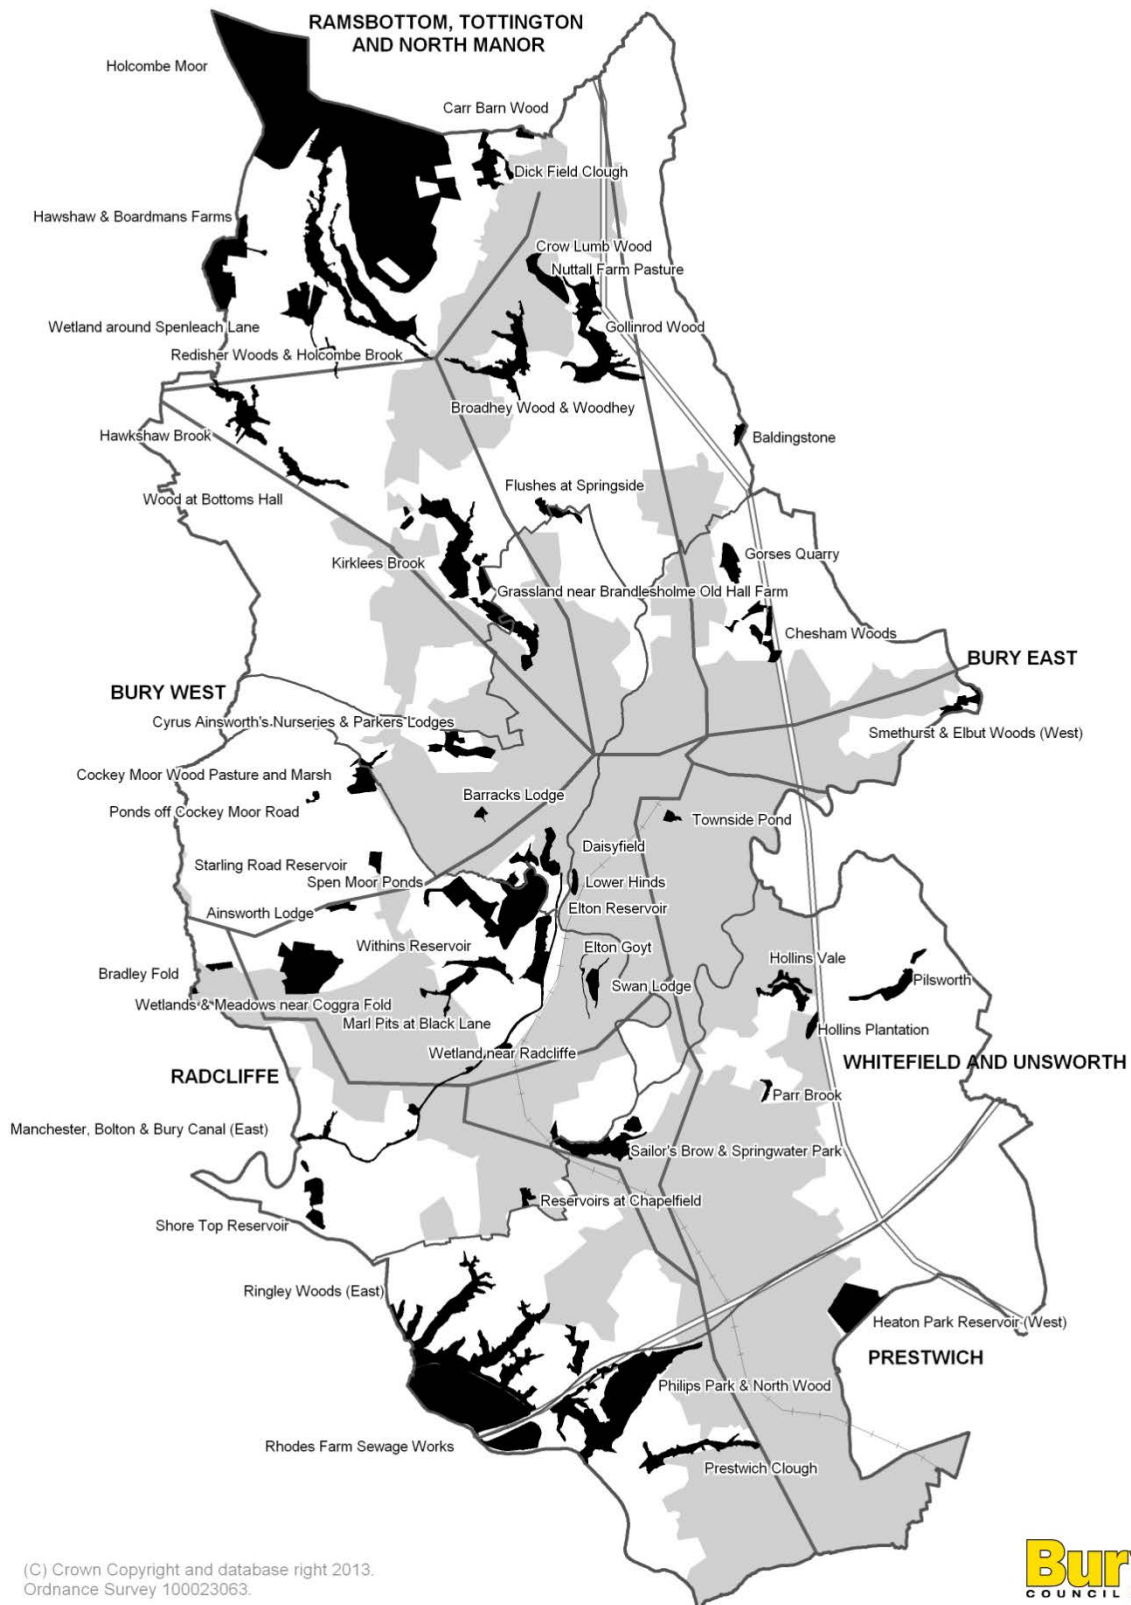 RAMSBOTTOM, TOTTINGTON
AND NORTH MANOR
Holcombe Moor
Carr Barn Wood
Dick Field Clough
Hawshaw & Boardmans Farms
Crow Lumb Wood
Nuttall Farm Pasture
Gollinrod Wood
Wetland around Spenleach Lane
Redisher Woods & Holcombe Brook
Broadhey Wood & Woodhey
Hawkshaw Brook
Baldingstone
Wood at Bottoms Hall
Flushes at Springside
Gorses Quarry
Kirklees Brook
Grassland near Brandlesholme Old Hall Farm
Chesham Woods
BURY EAST
BURY WEST
Cyrus Ainsworth's Nurseries & Parkers Lodges
Smethurst & Elbut Woods (West)
Cockey Moor Wood Pasture and Marsh
Barracks Lodge
Ponds off Cockey Moor Road
Townside Pond
Daisyfield
Starling Road Reservoir
Spen Moor Ponds
Lower Hinds
Ainsworth Lodge
Elton Reservoir
Withins Reservoir
Elton Goyt
Hollins Vale
Bradley Fold
Swan Lodge
Pilsworth
Wetlands & Meadows near Coggra Fold
Marl Pits at Black Lane
Hollins Plantation
Wetland near Radcliffe
WHITEFIELD AND UNSWORTH
RADCLIFFE
Parr Brook
Manchester, Bolton & Bury Canal (East)
Sailor's Brow & Springwater Park
Reservoirs at Chapelfield
Shore Top Reservoir
Ringley Woods (East)
Heaton Park Reservoir (West)
PRESTWICH
Philips Park & North Wood
Rhodes Farm Sewage Works
Prestwich Clough
(C) Crown Copyright and database right 2013.
Ordnance Survey 100023063.
Bury
COUNCIL